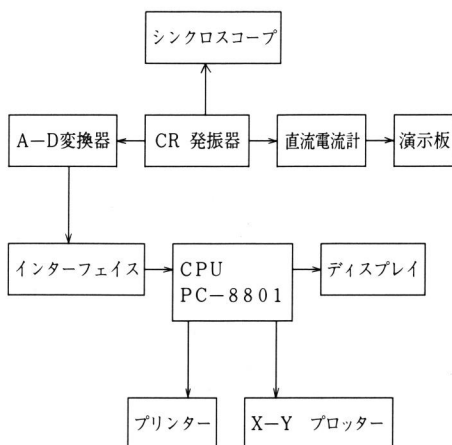 シンクロスコープ
A－D変換器
CR 発振器
直流電流計
演示板
インターフェイス
CPU
PC－8801
ディスプレイ
プリンター
X－Y プロッター